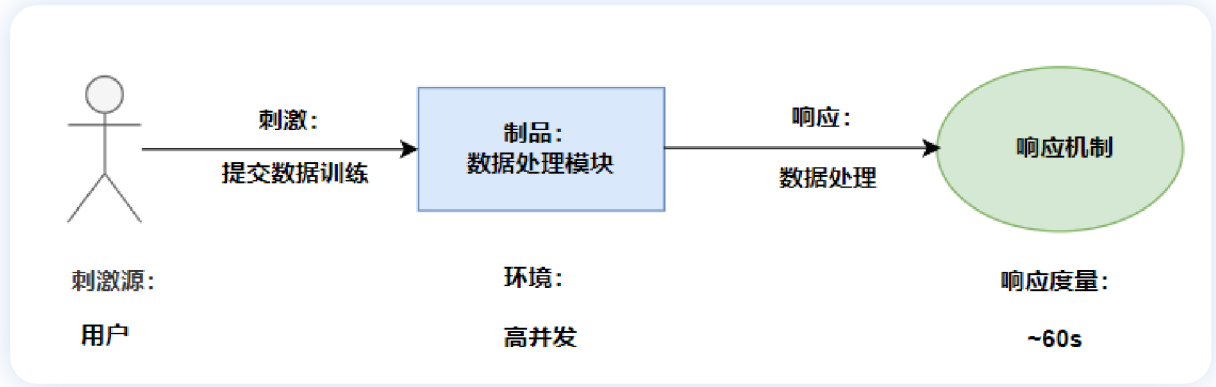 刺激：
提交数据训练
制品：
数据处理模块
响应：
数据处理
响应机制
刺激源：
用户
环境：
高并发
响应度量：
~60s